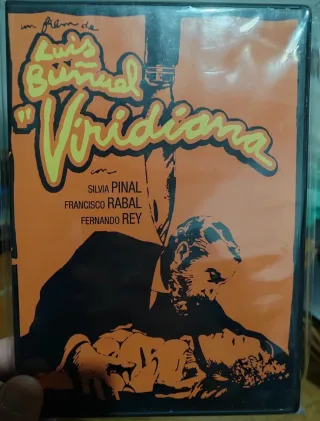 un film de
Luis
Buñuel
"Viridiana
con
SILVIA PINAL
FRANCISCO RABAL
FERNANDO REY